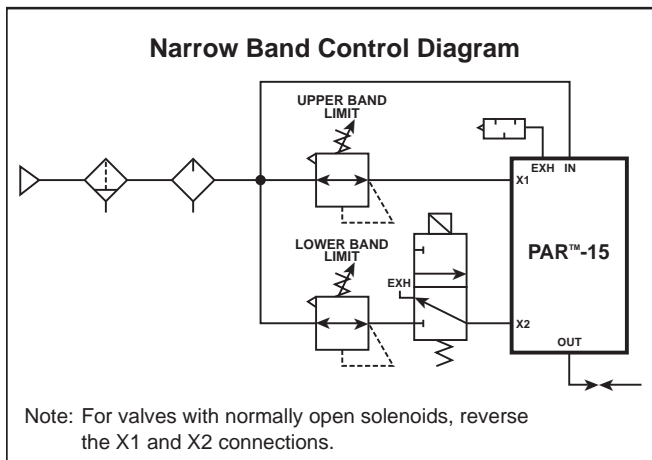 Narrow Band Control Diagram
UPPER BAND
LIMIT
EXH IN
X1
LOWER BAND
LIMIT
PAR™-15
EXH
X2
OUT
Note: For valves with normally open solenoids, reverse
the X1 and X2 connections.